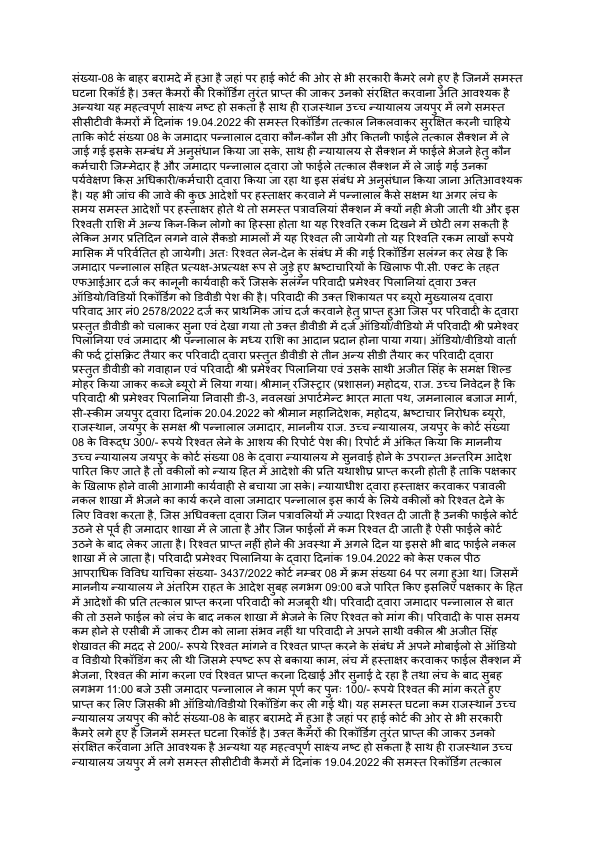 संख्या-08 के बाहर बरामदे में हुआ है जहां पर हाई कोर्ट की ओर से भी सरकारी कैमरे लगे हुए है जिनमें समस्त
घटना रिकॉर्ड है। उक्त कैमरों की रिकॉर्डिंग तुरंत प्राप्त की जाकर उनको संरक्षित करवाना अति आवश्यक है
अन्यथा यह महत्वपूर्ण साक्ष्य नष्ट हो सकता है साथ ही राजस्थान उच्च न्यायालय जयपुर में लगे समस्त
सीसीटीवी कैमरों में दिनांक 19.04.2022 की समस्त रिकॉर्डिंग तत्काल निकलवाकर सुरक्षित करनी चाहिये
ताकि कोर्ट संख्या 08 के जमादार पन्नालाल द्वारा कौन-कौन सी और कितनी फाईले तत्काल सैक्शन में ले
जाई गई इसके सम्बंध में अनुसंधान किया जा सके, साथ ही न्यायालय से सैक्शन में फाईले भेजने हेतु कौन
कर्मचारी जिम्मेदार है और जमादार पन्नालाल द्वारा जो फाईले तत्काल सैक्शन में ले जाई गई उनका
पर्यवेक्षण किस अधिकारी/कर्मचारी द्वारा किया जा रहा था इस संबंध मे अनुसंधान किया जाना अतिआवश्यक
है। यह भी जांच की जावे की कुछ आदेशों पर हस्ताक्षर करवाने में पन्नालाल कैसे सक्षम था अगर लंच के
समय समस्त आदेशों पर हस्ताक्षर होते थे तो समस्त पत्रावलियां सैक्शन में क्यों नही भेजी जाती थी और इस
रिश्वती राशि में अन्य किन-किन लोगो का हिस्सा होता था यह रिश्वति रकम दिखने में छोटी लग सकती है
लेकिन अगर प्रतिदिन लगने वाले सैकडो मामलों में यह रिश्वत ली जायेगी तो यह रिश्वति रकम लाखों रूपये
मासिक में परिर्वतित हो जायेगी। अतः रिश्वत लेन-देन के संबंध में की गई रिकॉर्डिंग सलंग्न कर लेख है कि
जमादार पन्नालाल सहित प्रत्यक्ष-अप्रत्यक्ष रूप से जुड़े हुए भ्रष्टाचारियों के खिलाफ पी.सी. एक्ट के तहत
एफआईआर दर्ज कर कानूनी कार्यवाही करें जिसके सलंग्न परिवादी प्रमेश्वर पिलानियां द्वारा उक्त
ऑडियो/विडियों रिकॉर्डिंग को डिवीडी पेश की है। परिवादी की उक्त शिकायत पर ब्यूरो मुख्यालय द्वारा
परिवाद आर नं0 2578/2022 दर्ज कर प्राथमिक जांच दर्ज करवाने हेतु प्राप्त हुआ जिस पर परिवादी के द्वारा
प्रस्तुत डीवीडी को चलाकर सुना एवं देखा गया तो उक्त डीवीडी में दर्ज ऑडियो/वीडियो में परिवादी श्री प्रमेश्वर
पिलानिया एवं जमादार श्री पन्नालाल के मध्य राशि का आदान प्रदान होना पाया गया। ऑडियो/वीडियो वार्ता
की फर्द ट्रांसक्रिट तैयार कर परिवादी द्वारा प्रस्तुत डीवीडी से तीन अन्य सीडी तैयार कर परिवादी द्वारा
प्रस्तुत डीवीडी को गवाहान एवं परिवादी श्री प्रमेश्वर पिलानिया एवं उसके साथी अजीत सिंह के समक्ष शिल्ड
मोहर किया जाकर कब्जे ब्यूरो में लिया गया। श्रीमान् रजिस्ट्रार (प्रशासन) महोदय, राज. उच्च निवेदन है कि
परिवादी श्री प्रमेश्वर पिलानिया निवासी डी-3, नवलखां अपार्टमेन्ट भारत माता पथ, जमनालाल बजाज मार्ग,
सी-स्कीम जयपुर द्वारा दिनांक 20.04.2022 को श्रीमान महानिदेशक, महोदय, भ्रष्टाचार निरोधक ब्यूरो,
राजस्थान, जयपुर के समक्ष श्री पन्नालाल जमादार, माननीय राज. उच्च न्यायालय, जयपुर के कोर्ट संख्या
08 के विरूद्ध 300/- रूपये रिश्वत लेने के आशय की रिपोर्ट पेश की। रिपोर्ट में अंकित किया कि माननीय
उच्च न्यायालय जयपुर के कोर्ट संख्या 08 के द्वारा न्यायालय मे सुनवाई होने के उपरान्त अन्तरिम आदेश
पारित किए जाते है तो वकीलों को न्याय हित में आदेशो की प्रति यथाशीघ्र प्राप्त करनी होती है ताकि पक्षकार
के खिलाफ होने वाली आगामी कार्यवाही से बचाया जा सके। न्यायाधीश द्वारा हस्ताक्षर करवाकर पत्रावली
नकल शाखा में भेजने का कार्य करने वाला जमादार पन्नालाल इस कार्य के लिये वकीलों को रिश्वत देने के
लिए विवश करता है, जिस अधिवक्ता द्वारा जिन पत्रावलियों में ज्यादा रिश्वत दी जाती है उनकी फाईले कोर्ट
उठने से पूर्व ही जमादार शाखा में ले जाता है और जिन फाईलों में कम रिश्वत दी जाती है ऐसी फाईले कोर्ट
उठने के बाद लेकर जाता है। रिश्वत प्राप्त नहीं होने की अवस्था में अगले दिन या इससे भी बाद फाईले नकल
शाखा में ले जाता है। परिवादी प्रमेश्वर पिलानिया के द्वारा दिनांक 19.04.2022 को केस एकल पीठ
आपराधिक विविध याचिका संख्या- 3437/2022 कोर्ट नम्बर 08 में क्रम संख्या 64 पर लगा हुआ था। जिसमें
माननीय न्यायालय ने अंतरिम राहत के आदेश सुबह लगभग 09:00 बजे पारित किए इसलिए पक्षकार के हित
में आदेशों की प्रति तत्काल प्राप्त करना परिवादी को मजबूरी थी। परिवादी द्वारा जमादार पन्नालाल से बात
की तो उसने फाईल को लंच के बाद नकल शाखा में भेजने के लिए रिश्वत को मांग की। परिवादी के पास समय
कम होने से एसीबी में जाकर टीम को लाना संभव नहीं था परिवादी ने अपने साथी वकील श्री अजीत सिंह
शेखावत की मदद से 200/- रूपये रिश्वत मांगने व रिश्वत प्राप्त करने के संबंध में अपने मोबाईलो से ऑडियो
व विडीयो रिकॉर्डिंग कर ली थी जिसमे स्पष्ट रूप से बकाया काम, लंच में हस्ताक्षर करवाकर फाईल सैक्शन में
भेजना, रिश्वत की मांग करना एवं रिश्वत प्राप्त करना दिखाई और सुनाई दे रहा है तथा लंच के बाद सुबह
लगभग 11:00 बजे उसी जमादार पन्नालाल ने काम पूर्ण कर पुनः 100/- रूपये रिश्वत की मांग करते हुए
प्राप्त कर लिए जिसकी भी ऑडियो/विडीयो रिकॉर्डिंग कर ली गई थी। यह समस्त घटना कम राजस्थान उच्च
न्यायालय जयपुर की कोर्ट संख्या-08 के बाहर बरामदे में हुआ है जहां पर हाई कोर्ट की ओर से भी सरकारी
कैमरे लगे हुए है जिनमें समस्त घटना रिकॉर्ड है। उक्त कैमरों की रिकॉर्डिंग तुरंत प्राप्त की जाकर उनको
संरक्षित करवाना अति आवश्यक है अन्यथा यह महत्वपूर्ण साक्ष्य नष्ट हो सकता है साथ ही राजस्थान उच्च
न्यायालय जयपुर में लगे समस्त सीसीटीवी कैमरों में दिनांक 19.04.2022 की समस्त रिकॉर्डिंग तत्काल